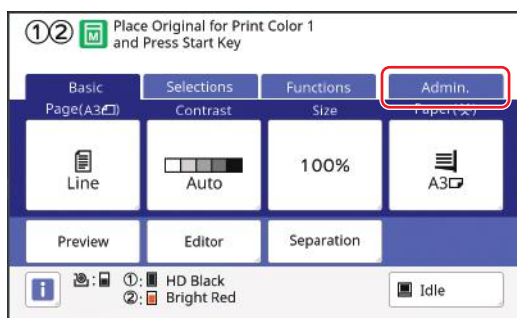 ①② M Place Original for Print Color 1
and Press Start Key
Basic Selections Functions Admin.
Page(A3) Contrast Size Paper()
Line Auto 100% A3
Preview Editor Separation
i : ①: HD Black
②: Bright Red
Idle